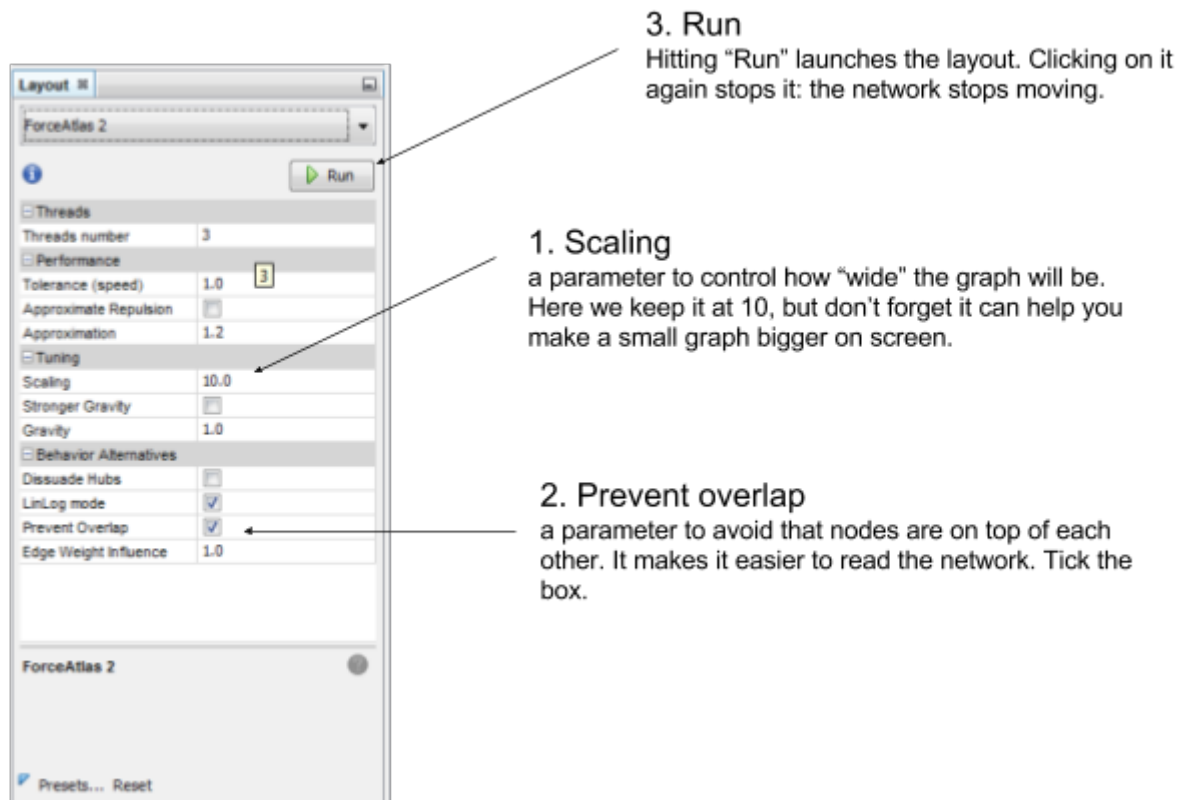 3. Run
Hitting “Run” launches the layout. Clicking on it
again stops it: the network stops moving.
Layout
ForceAtlas 2
Run
Threads
Threads number 3
Performance
Tolerance (speed) 1.0
3
Approximate Repulsion
Approximation 1.2
Tuning
Scaling 10.0
Stronger Gravity
Gravity 1.0
Behavior Alternatives
Dissuade Hubs
LinLog mode
Prevent Overlap
Edge Weight Influence 1.0
1. Scaling
a parameter to control how “wide” the graph will be.
Here we keep it at 10, but don’t forget it can help you
make a small graph bigger on screen.
2. Prevent overlap
a parameter to avoid that nodes are on top of each
other. It makes it easier to read the network. Tick the
box.
ForceAtlas 2
?
Presets... Reset